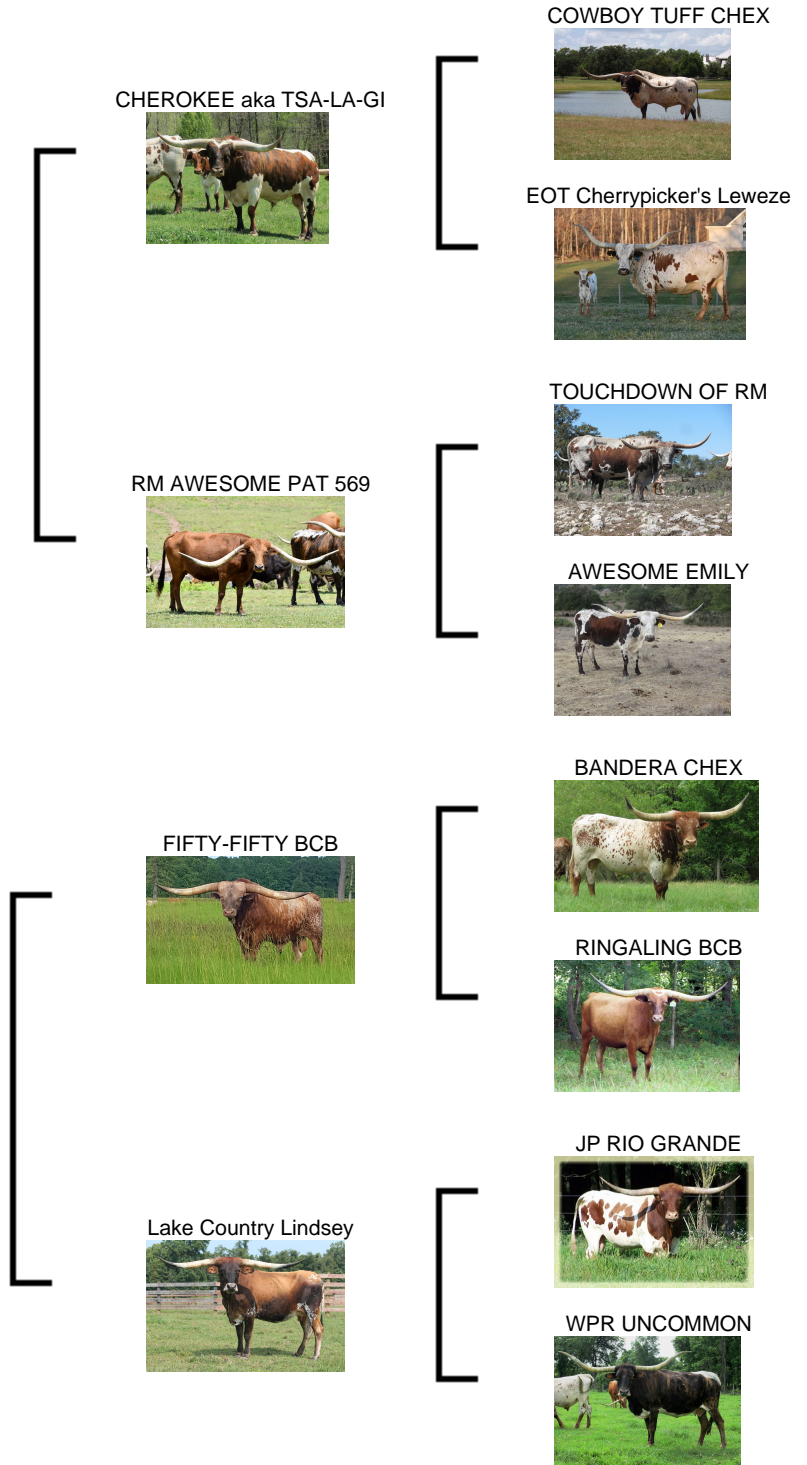 COWBOY TUFF CHEX
CHEROKEE aka TSA-LA-GI
EOT Cherrypicker's Leweze
TOUCHDOWN OF RM
RM AWESOME PAT 569
AWESOME EMILY
BANDERA CHEX
FIFTY-FIFTY BCB
RINGALING BCB
JP RIO GRANDE
Lake Country Lindsey
WPR UNCOMMON